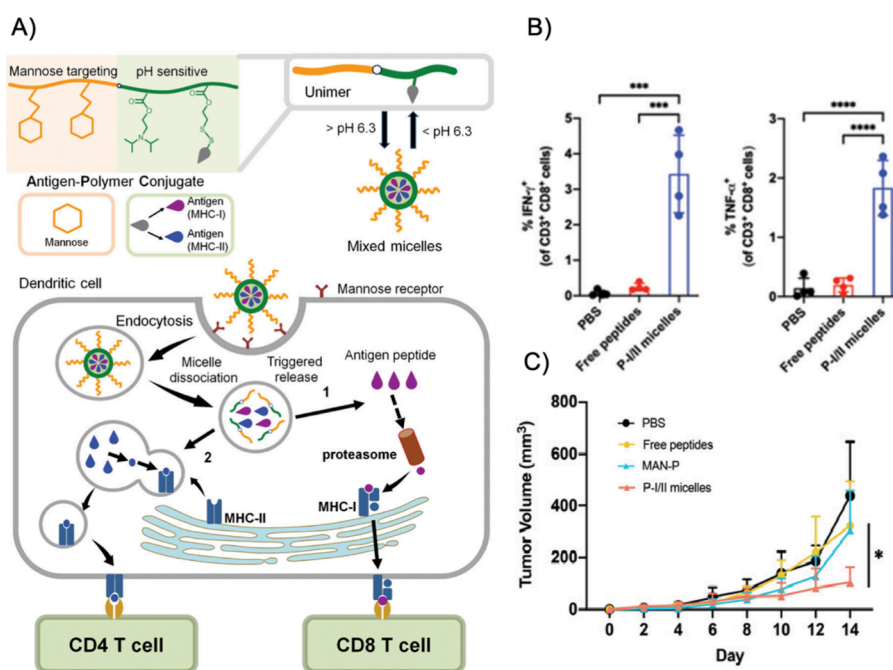 A)
Mannose targeting
pH sensitive
N
S
S
Antigen-Polymer Conjugate
Mannose
Antigen
(MHC-I)
Antigen
(MHC-II)
Unimer
> pH 6.3
< pH 6.3
Mixed micelles
Dendritic cell
Mannose receptor
Endocytosis
Micelle
dissociation
Triggered
release
Antigen peptide
1
2
proteasome
MHC-II
MHC-I
CD4 T cell
CD8 T cell
B)
% IFN-γ⁺
(of CD3⁺ CD8⁺ cells)
5
4
3
2
1
0
***
***
PBS
Free peptides
P-I/II micelles
% TNF-α⁺
(of CD3⁺ CD8⁺ cells)
3
2
1
0
****
****
PBS
Free peptides
P-I/II micelles
C)
Tumor Volume (mm³)
800
600
400
200
0
PBS
Free peptides
MAN-P
P-I/II micelles
*
0 2 4 6 8 10 12 14
Day